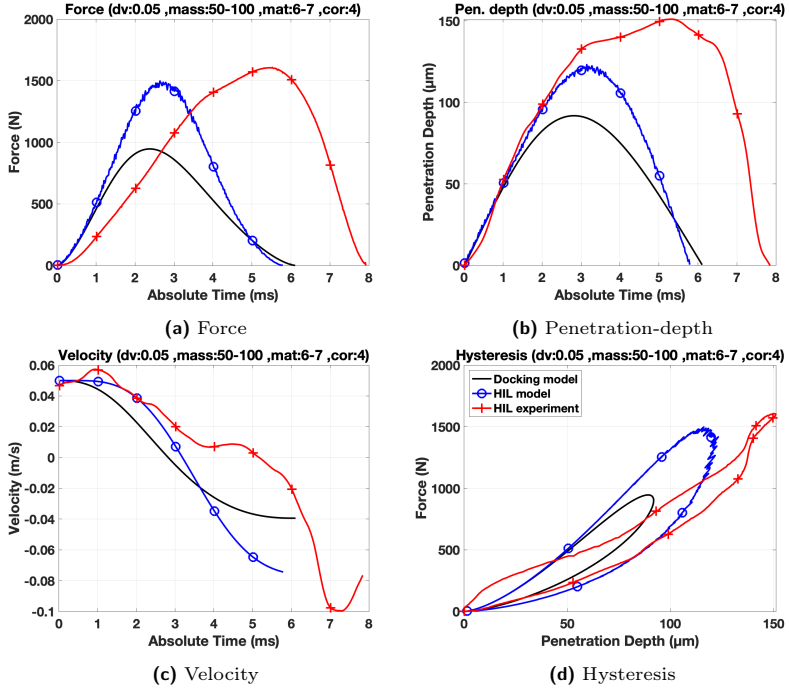 Force (dv:0.05 ,mass:50-100 ,mat:6-7 ,cor:4)
2000
1500
1000
500
0
Force (N)
0 1 2 3 4 5 6 7 8
Absolute Time (ms)
(a) Force
Pen. depth (dv:0.05 ,mass:50-100 ,mat:6-7 ,cor:4)
150
100
50
0
Penetration Depth (μm)
0 1 2 3 4 5 6 7 8
Absolute Time (ms)
(b) Penetration-depth
Velocity (dv:0.05 ,mass:50-100 ,mat:6-7 ,cor:4)
0.06
0.04
0.02
0
-0.02
-0.04
-0.06
-0.08
-0.1
Velocity (m/s)
0 1 2 3 4 5 6 7 8
Absolute Time (ms)
(c) Velocity
Hysteresis (dv:0.05 ,mass:50-100 ,mat:6-7 ,cor:4)
2000
1500
1000
500
0
Force (N)
Docking model
HIL model
HIL experiment
0 50 100 150
Penetration Depth (μm)
(d) Hysteresis